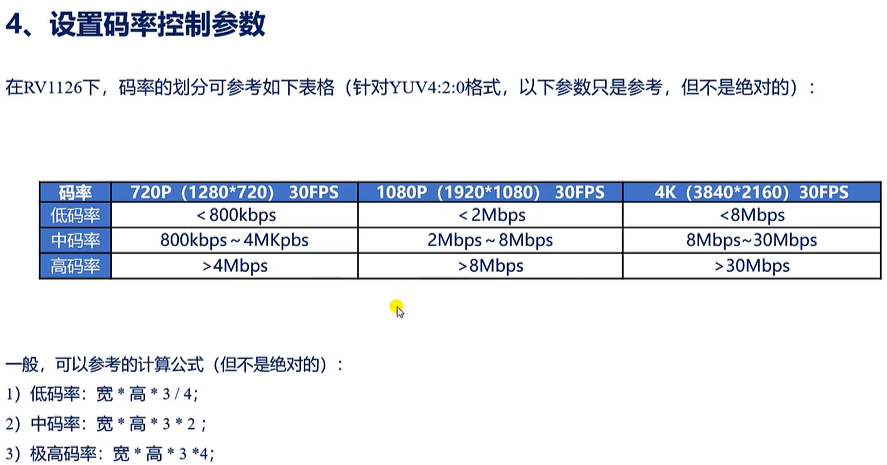 4、设置码率控制参数
在RV1126下，码率的划分可参考如下表格（针对YUV4:2:0格式，以下参数只是参考，但不是绝对的）：
码率 720P（1280*720） 30FPS 1080P（1920*1080） 30FPS 4K（3840*2160）30FPS
低码率 ＜800kbps ＜2Mbps <8Mbps
中码率 800kbps～4MKpbs 2Mbps～8Mbps 8Mbps~30Mbps
高码率 >4Mbps >8Mbps >30Mbps
一般，可以参考的计算公式（但不是绝对的）：
1）低码率：宽 * 高 * 3 / 4;
2）中码率：宽 * 高 * 3 * 2 ;
3）极高码率：宽 * 高 * 3 *4;